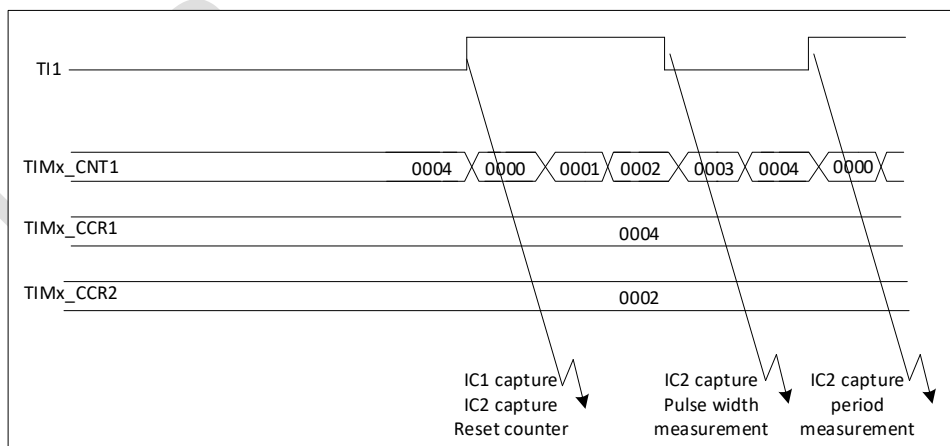 TI1
TIMx_CNT1
0004 0000 0001 0002 0003 0004 0000
TIMx_CCR1
0004
TIMx_CCR2
0002
IC1 capture
IC2 capture
Reset counter
IC2 capture
Pulse width
measurement
IC2 capture
period
measurement